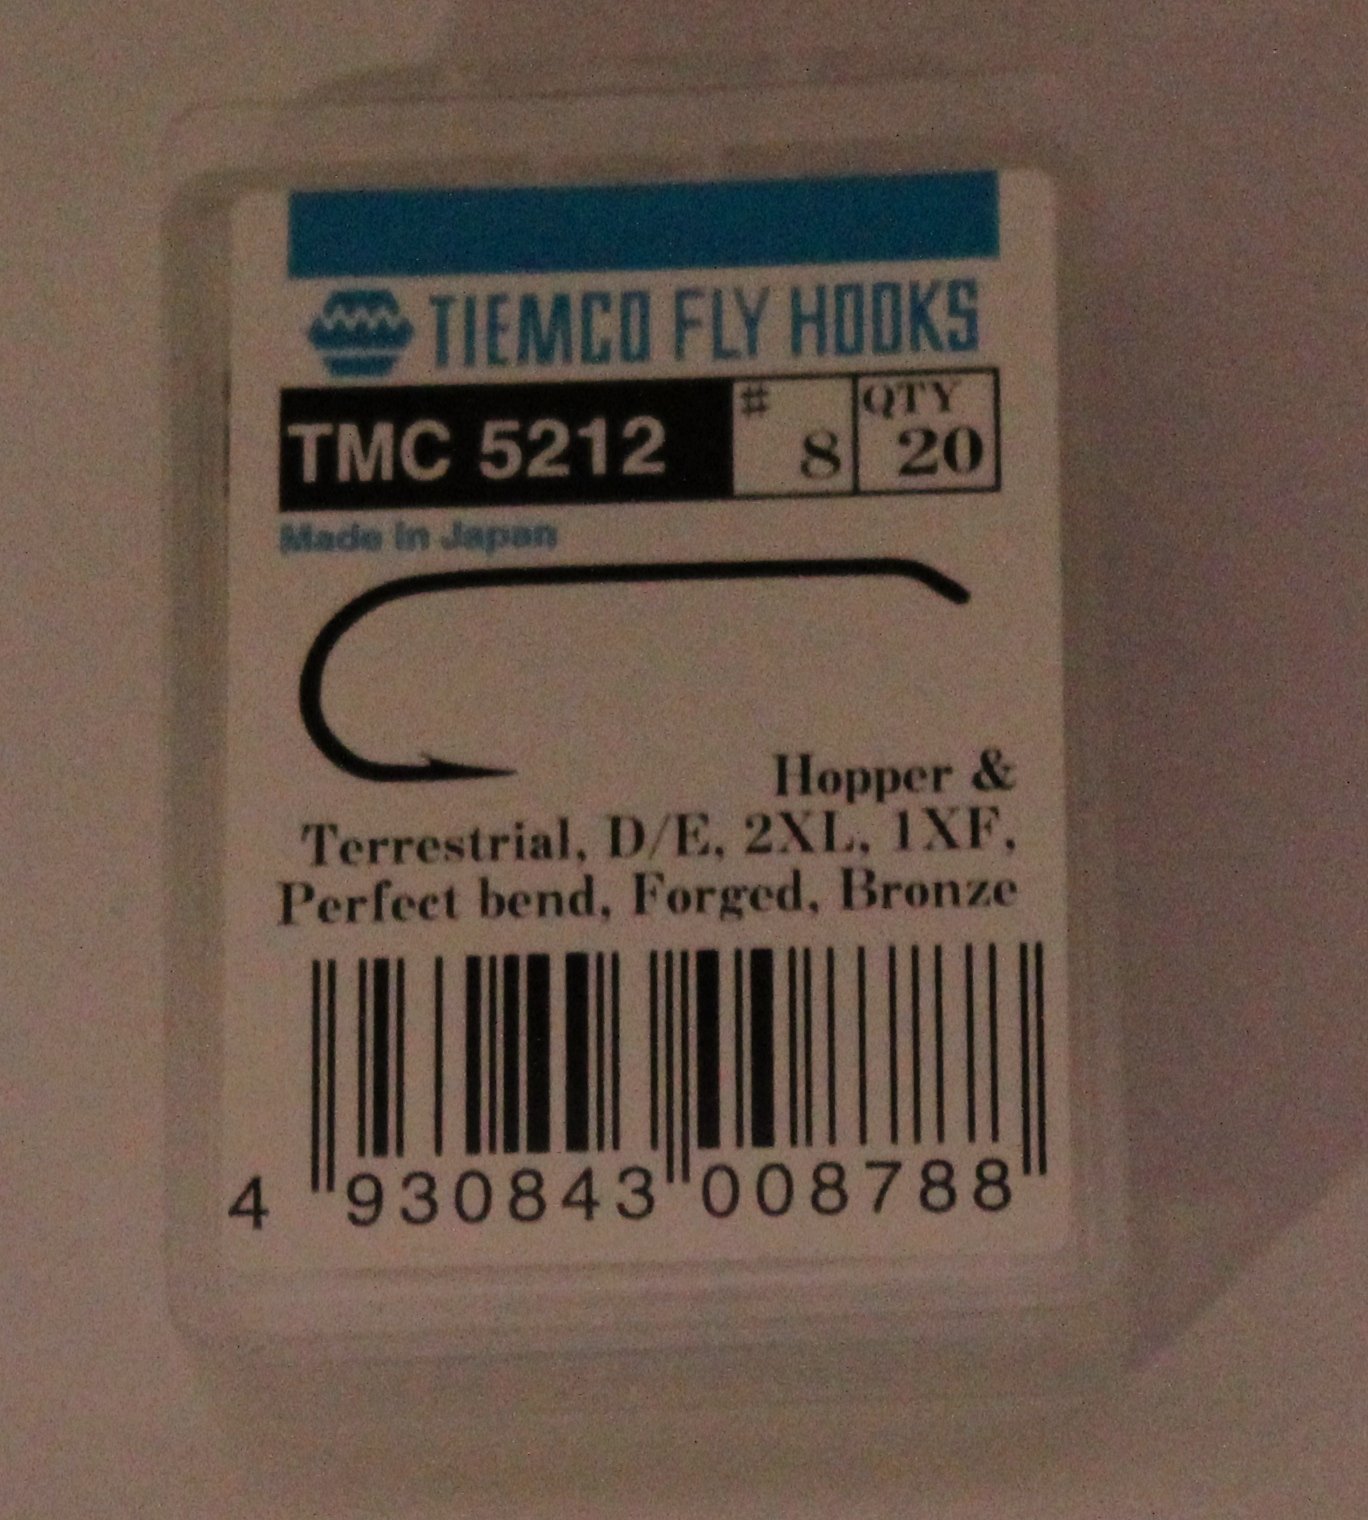 TIEMCO FLY HOOKS
TMC 5212 # 8 QTY 20
Made in Japan
Hopper &
Terrestrial, D/E, 2XL, 1XF,
Perfect bend, Forged, Bronze
4 930843 008788